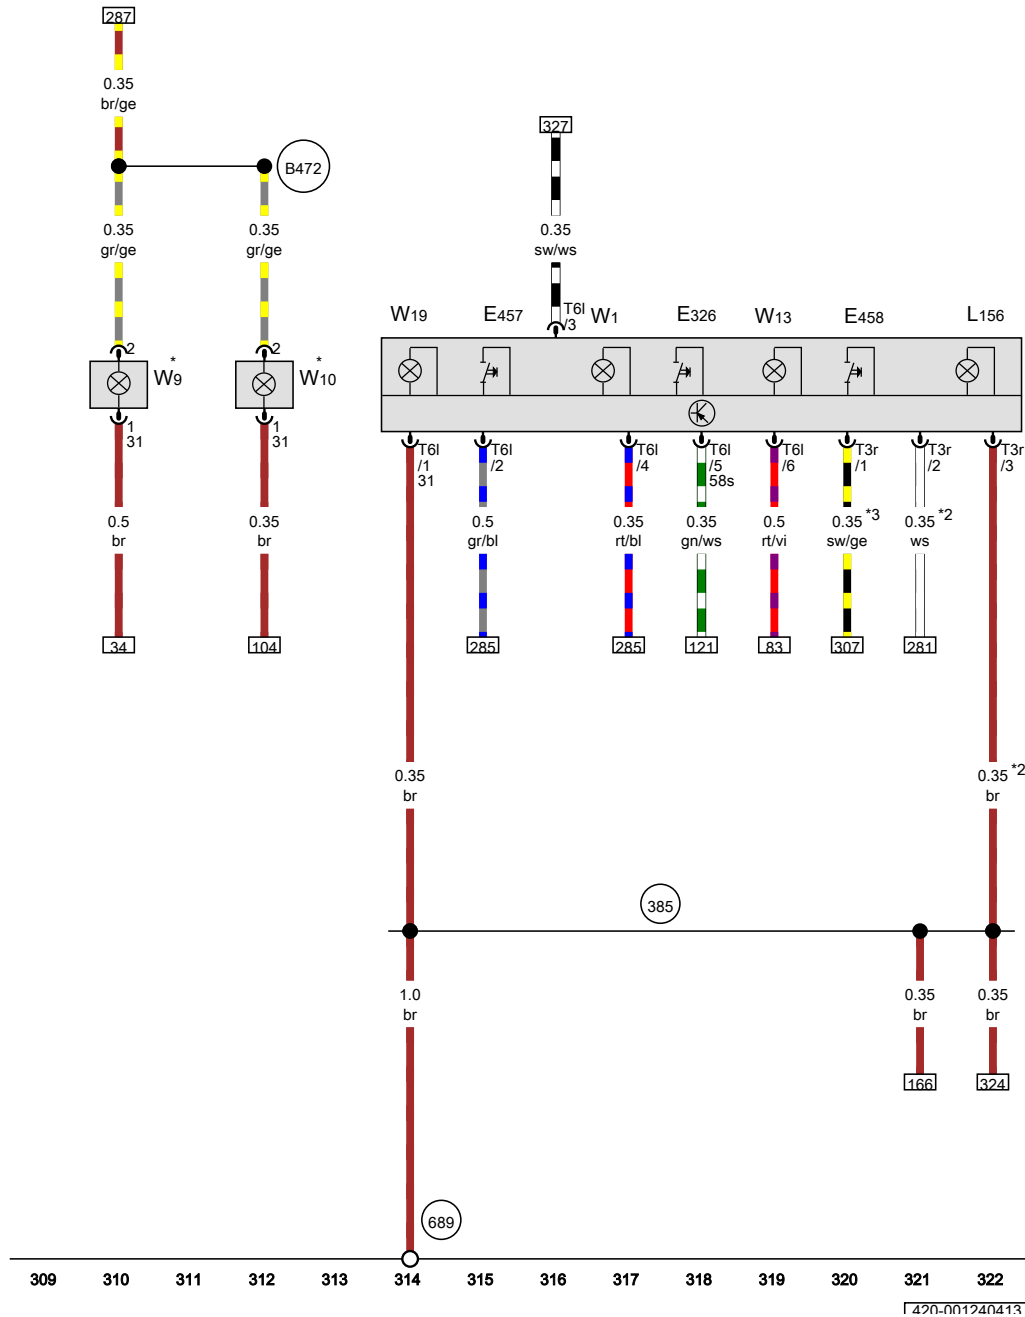 287
0.35
br/ge
B472
327
0.35
gr/ge
0.35
gr/ge
0.35
sw/ws
T6l
/3
W19
E457
W1
E326
W13
E458
L156
2
W9
*
2
W10
*
1
31
1
31
T6l
/1
31
T6l
/2
T6l
/4
T6l
/5
58s
T6l
/6
T3r
/1
T3r
/2
T3r
/3
0.5
br
0.35
br
0.5
gr/bl
0.35
rt/bl
0.35
gn/ws
0.5
rt/vi
0.35 *3
sw/ge
0.35 *2
ws
34
104
285
285
121
83
307
281
0.35
br
0.35 *2
br
385
1.0
br
0.35
br
0.35
br
166
324
689
309 310 311 312 313 314 315 316 317 318 319 320 321 322
420-001240413